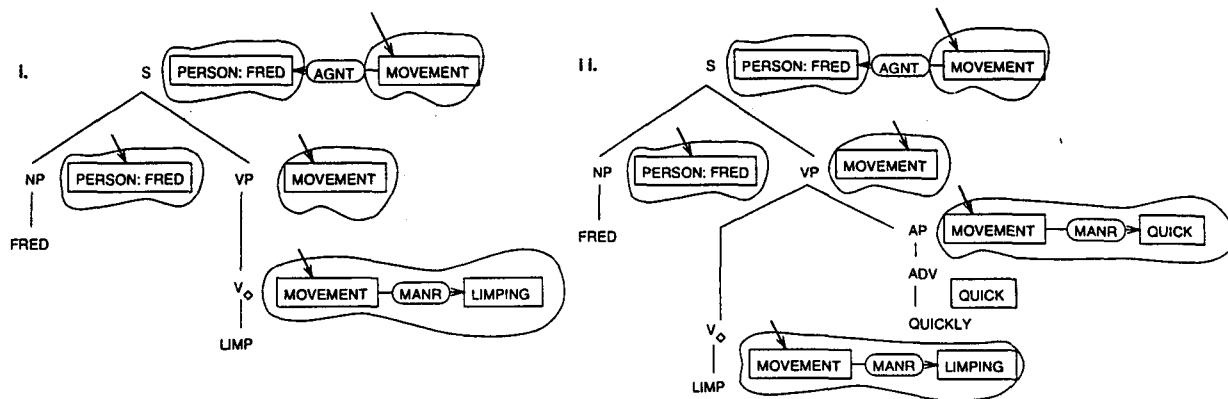 i. S PERSON: FRED AGNT MOVEMENT
NP PERSON: FRED VP MOVEMENT
FRED
V MOVEMENT MANR LIMPING
LIMP
ii. S PERSON: FRED AGNT MOVEMENT
NP PERSON: FRED VP MOVEMENT
FRED
AP MOVEMENT MANR QUICK
ADV QUICK
QUICKLY
V MOVEMENT MANR LIMPING
LIMP